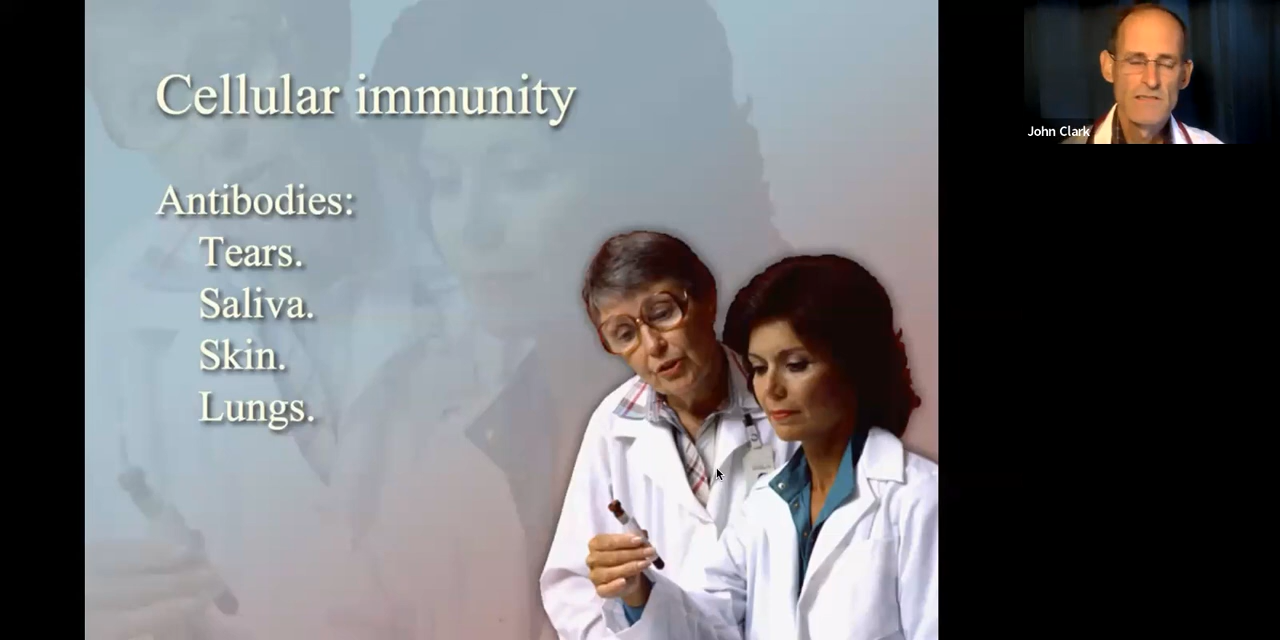 Cellular immunity
Antibodies:
Tears.
Saliva.
Skin.
Lungs.
John Clark